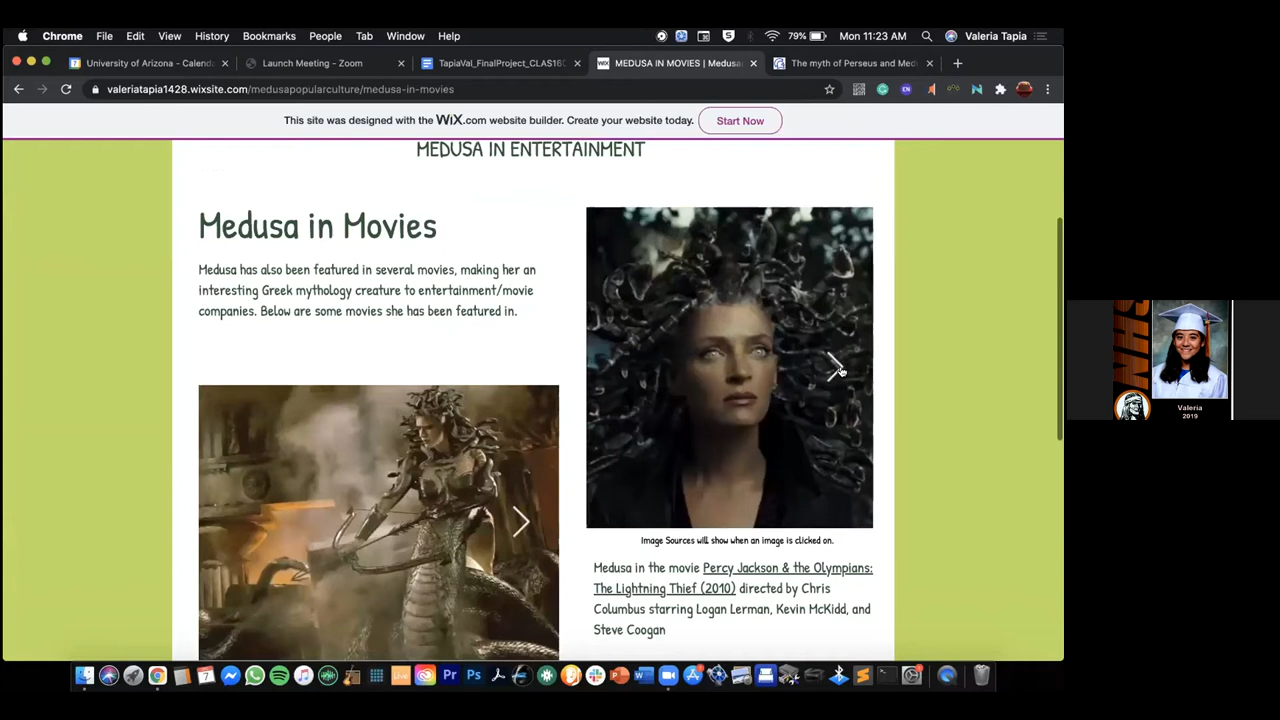 Chrome File Edit View History Bookmarks People Tab Window Help 79% Mon 11:23 AM Valeria Tapia
University of Arizona - Calenda
Launch Meeting - Zoom
TapiaVal_FinalProject_CLAS160
MEDUSA IN MOVIES | Medusa
The myth of Perseus and Med
valeriatapia1428.wixsite.com/medusapopularculture/medusa-in-movies
This site was designed with the WiX.com website builder. Create your website today. Start Now
MEDUSA IN ENTERTAINMENT
Medusa in Movies
Medusa has also been featured in several movies, making her an
interesting Greek mythology creature to entertainment/movie
companies. Below are some movies she has been featured in.
Image Sources will show when an image is clicked on.
Medusa in the movie Percy Jackson & the Olympians:
The Lightning Thief (2010) directed by Chris
Columbus starring Logan Lerman, Kevin McKidd, and
Steve Coogan
NHS
Valeria
2019